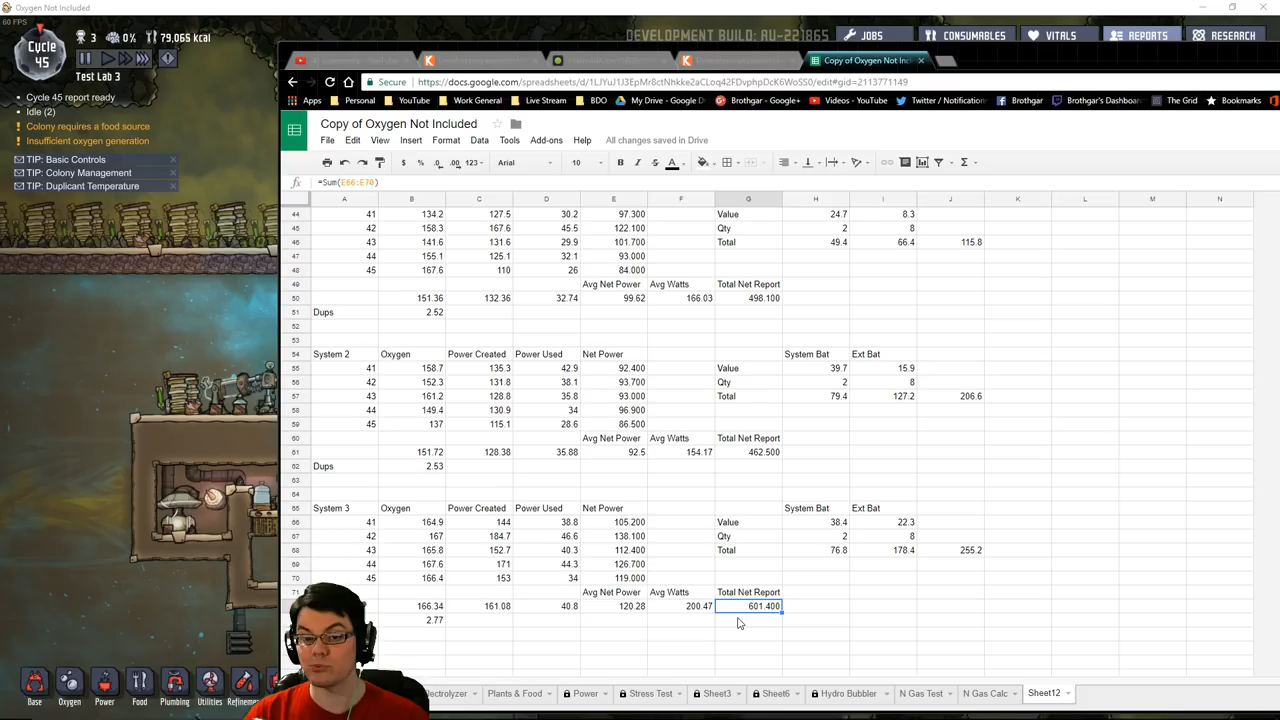 Oxygen Not Included
60 FPS
Cycle
45
3
0%
79,065 kcal
Test Lab 3
Cycle 45 report ready
Idle (2)
Colony requires a food source
Insufficient oxygen generation
TIP: Basic Controls
TIP: Colony Management
TIP: Duplicant Temperature
DEVELOPMENT BUILD: AU-221865
JOBS
CONSUMABLES
VITALS
REPORTS
RESEARCH
Copy of Oxygen Not Incl
Secure https://docs.google.com/spreadsheets/d/1LJYuJ1J3EpMr8ctNhkke2aCLoq42FDvphpDcK6WoSS0/edit#gid=2113771149
Apps Personal YouTube Work General Live Stream BDO My Drive - Google D Brothgar - Google+ Videos - YouTube Twitter / Notification Brothgar Brothgar's Dashboa The Grid Bookmarks
Copy of Oxygen Not Included
File Edit View Insert Format Data Tools Add-ons Help All changes saved in Drive
$ % .0 .00 123 Arial 10 B I S A
fx =Sum(E66:E70)
A B C D E F G H I J K L M N
44 41 134.2 127.5 30.2 97.300 Value 24.7 8.3
45 42 158.3 167.6 45.5 122.100 Qty 2 8
46 43 141.6 131.6 29.9 101.700 Total 49.4 66.4 115.8
47 44 155.1 125.1 32.1 93.000
48 45 167.6 110 26 84.000
49 Avg Net Power Avg Watts Total Net Report
50 151.36 132.36 32.74 99.62 166.03 498.100
51 Dups 2.52
52
53
54 System 2 Oxygen Power Created Power Used Net Power System Bat Ext Bat
55 41 158.7 135.3 42.9 92.400 Value 39.7 15.9
56 42 152.3 131.8 38.1 93.700 Qty 2 8
57 43 161.2 128.8 35.8 93.000 Total 79.4 127.2 206.6
58 44 149.4 130.9 34 96.900
59 45 137 115.1 28.6 86.500
60 Avg Net Power Avg Watts Total Net Report
61 151.72 128.38 35.88 92.5 154.17 462.500
62 Dups 2.53
63
64
65 System 3 Oxygen Power Created Power Used Net Power System Bat Ext Bat
66 41 164.9 144 38.8 105.200 Value 38.4 22.3
67 42 167 184.7 46.6 138.100 Qty 2 8
68 43 165.8 152.7 40.3 112.400 Total 76.8 178.4 255.2
69 44 167.6 171 44.3 126.700
70 45 166.4 153 34 119.000
71 Avg Net Power Avg Watts Total Net Report
166.34 161.08 40.8 120.28 200.47 601.400
2.77
Plants & Food Power Stress Test Sheet3 Sheet6 Hydro Bubbler N Gas Test N Gas Calc Sheet12
Base Oxygen Power Food Plumbing Utilities